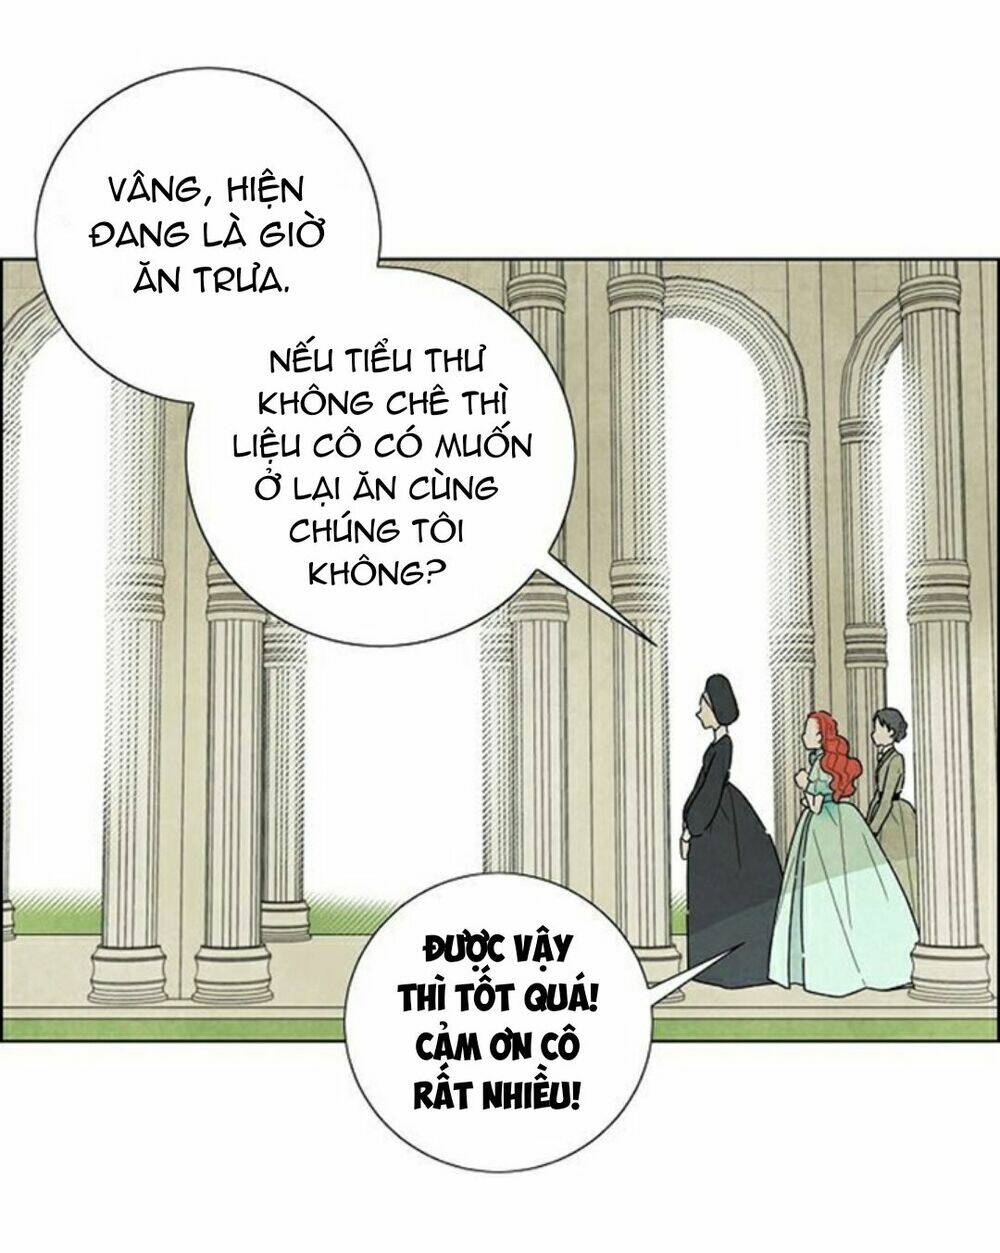 VÂNG, HIỆN
ĐANG LÀ GIỜ
ĂN TRƯA.
NẾU TIỂU THƯ
KHÔNG CHÊ THÌ
LIỆU CÔ CÓ MUỐN
Ở LẠI ĂN CÙNG
CHÚNG TÔI
KHÔNG?
ĐƯỢC VẬY
THÌ TỐT QUÁ!
CẢM ƠN CÔ
RẤT NHIỀU!